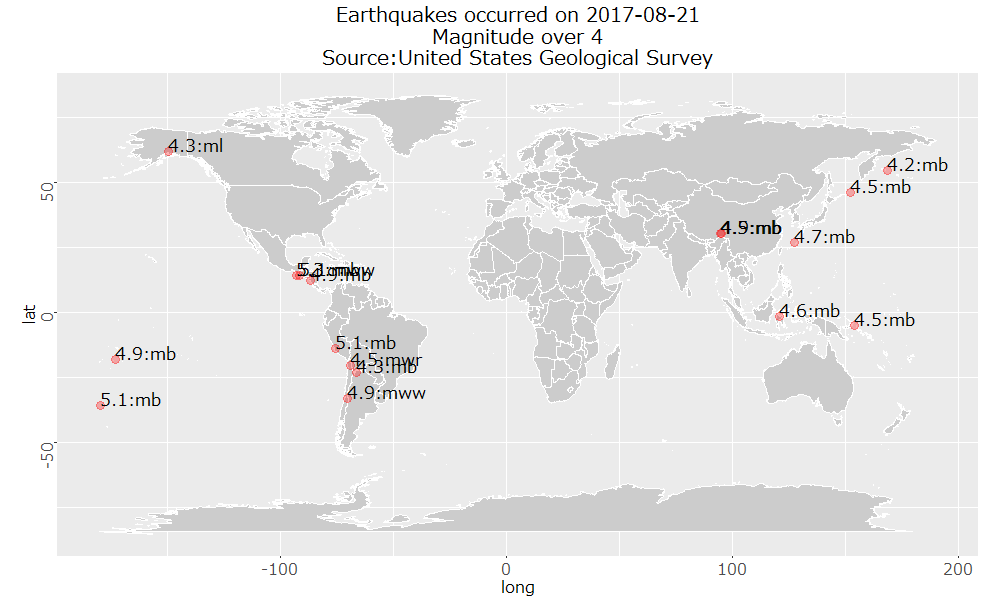 Earthquakes occurred on 2017-08-21
Magnitude over 4
Source:United States Geological Survey
4.3:ml
4.2:mb
4.5:mb
4.7:mb
4.9:mb
4.6:mb
4.5:mb
5.1:mb
4.5:mwr
4.3:mb
4.9:mww
4.9:mb
5.1:mb
50
0
-50
lat
-100
0
100
200
long